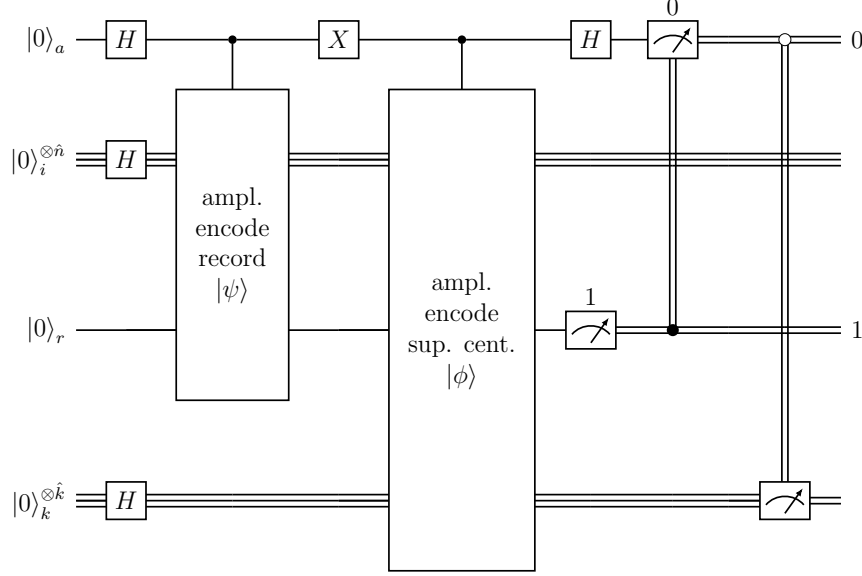 0
|0⟩_a H X H 0
|0⟩_i^{⊗n̂} H
ampl.
encode
record
|ψ⟩
ampl.
encode
sup. cent.
|ϕ⟩
1
|0⟩_r 1
|0⟩_k^{⊗k̂} H